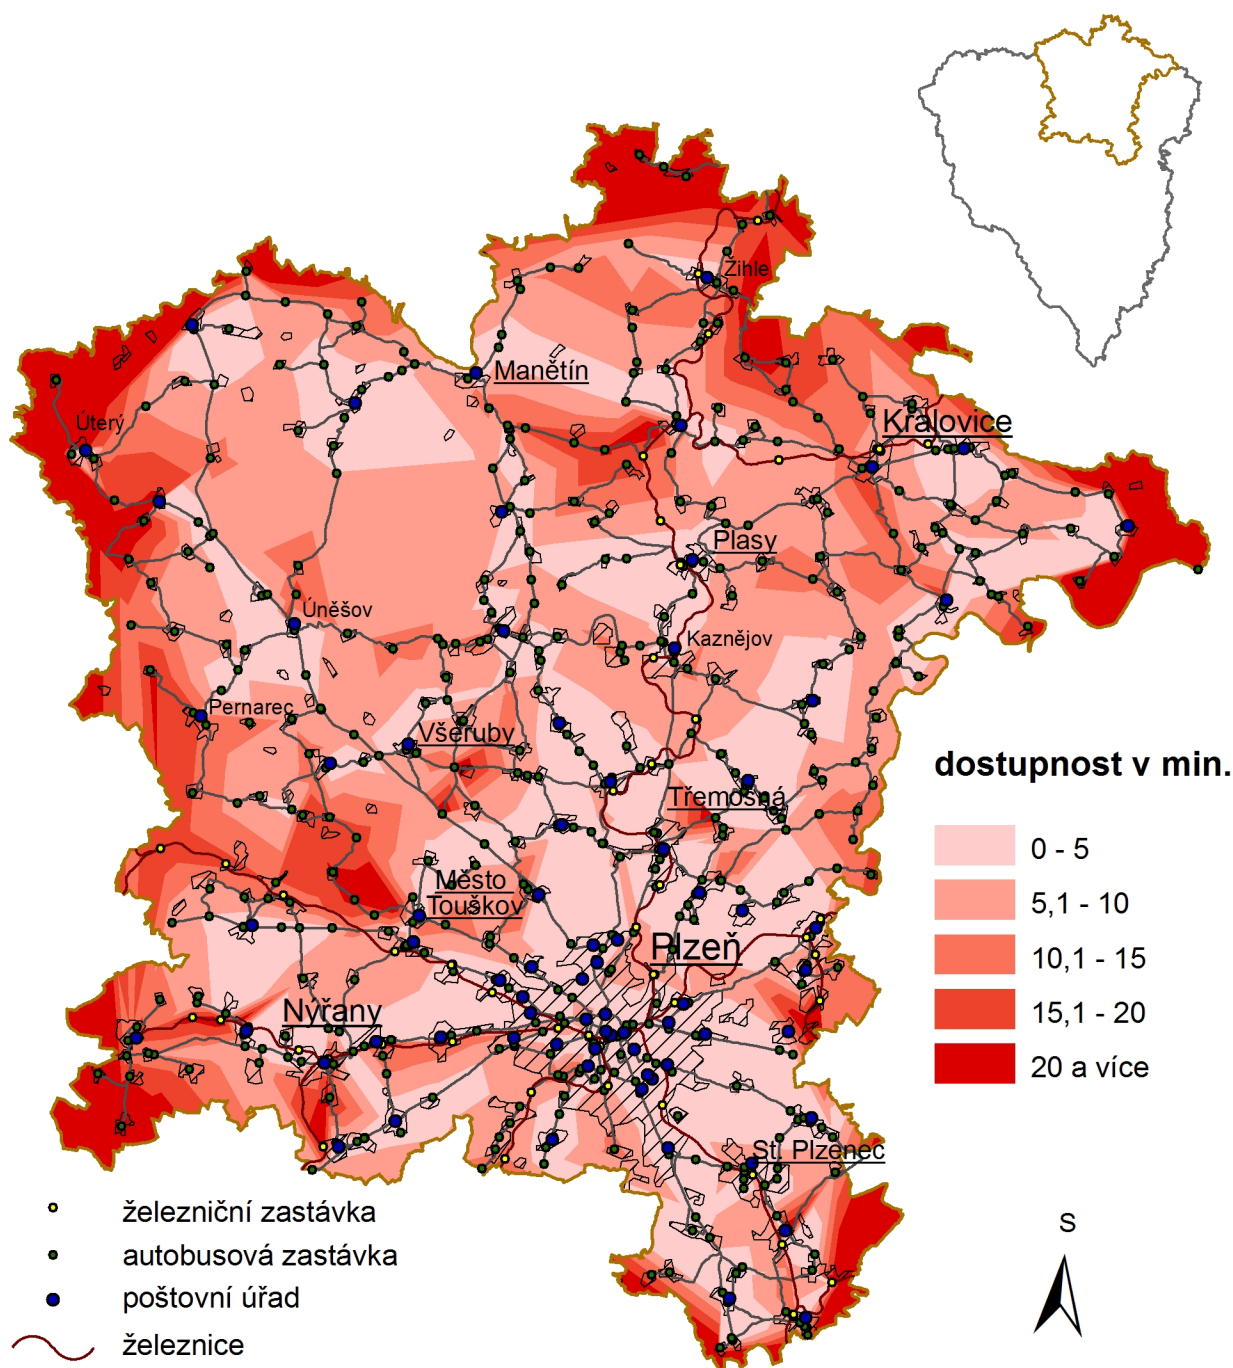 Žihle
Manětín
Úterý
Kralovice
Plasy
Úněšov
Kaznějov
Pernarec
Všeruby
Třemošná
Město
Touškov
Plzeň
Nýřany
St. Plzenec
dostupnost v min.
0 - 5
5,1 - 10
10,1 - 15
15,1 - 20
20 a více
železniční zastávka
autobusová zastávka
poštovní úřad
železnice
S